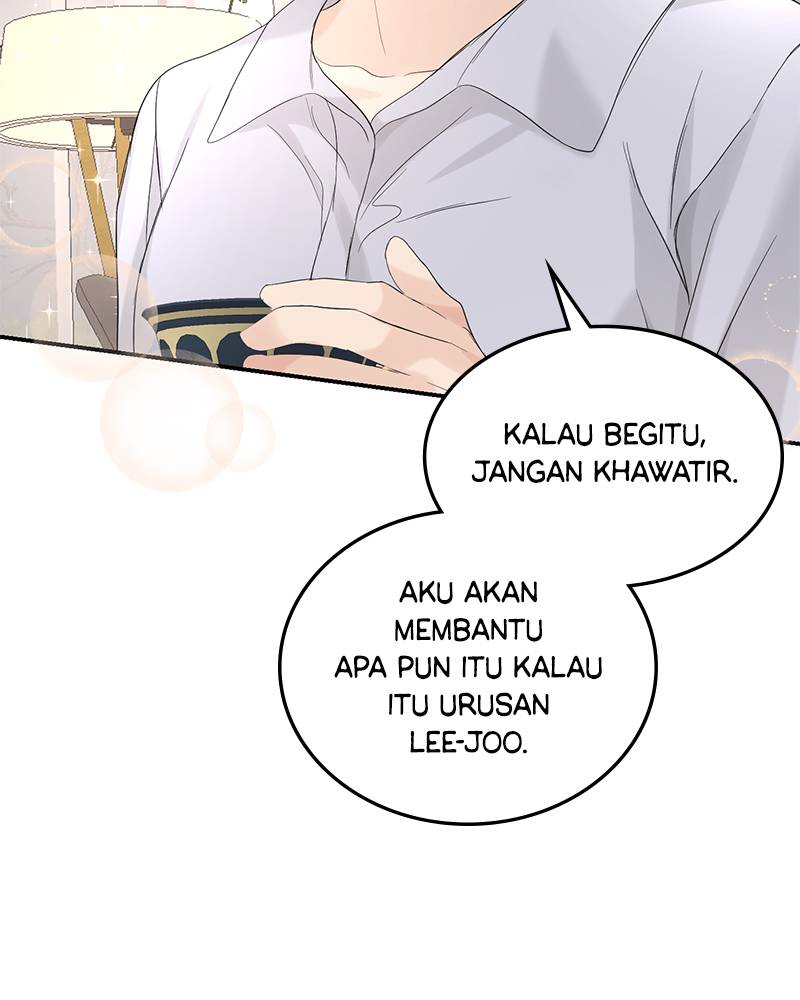 KALAU BEGITU,
JANGAN KHAWATIR.
AKU AKAN
MEMBANTU
APA PUN ITU KALAU
ITU URUSAN
LEE-JOO.